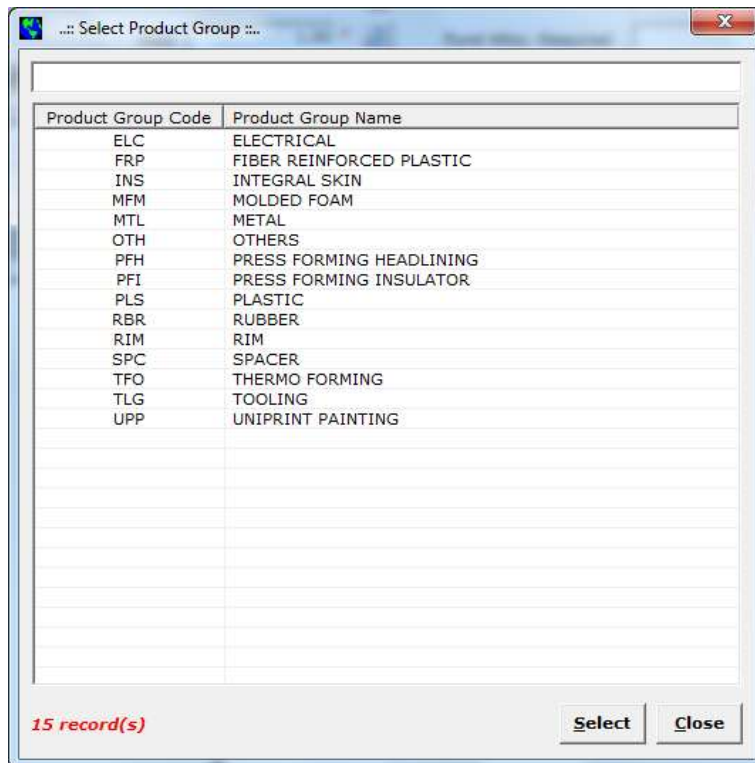 ..:: Select Product Group ::..
Product Group Code Product Group Name
ELC ELECTRICAL
FRP FIBER REINFORCED PLASTIC
INS INTEGRAL SKIN
MFM MOLDED FOAM
MTL METAL
OTH OTHERS
PFH PRESS FORMING HEADLINING
PFI PRESS FORMING INSULATOR
PLS PLASTIC
RBR RUBBER
RIM RIM
SPC SPACER
TFO THERMO FORMING
TLG TOOLING
UPP UNIPRINT PAINTING
15 record(s) Select Close